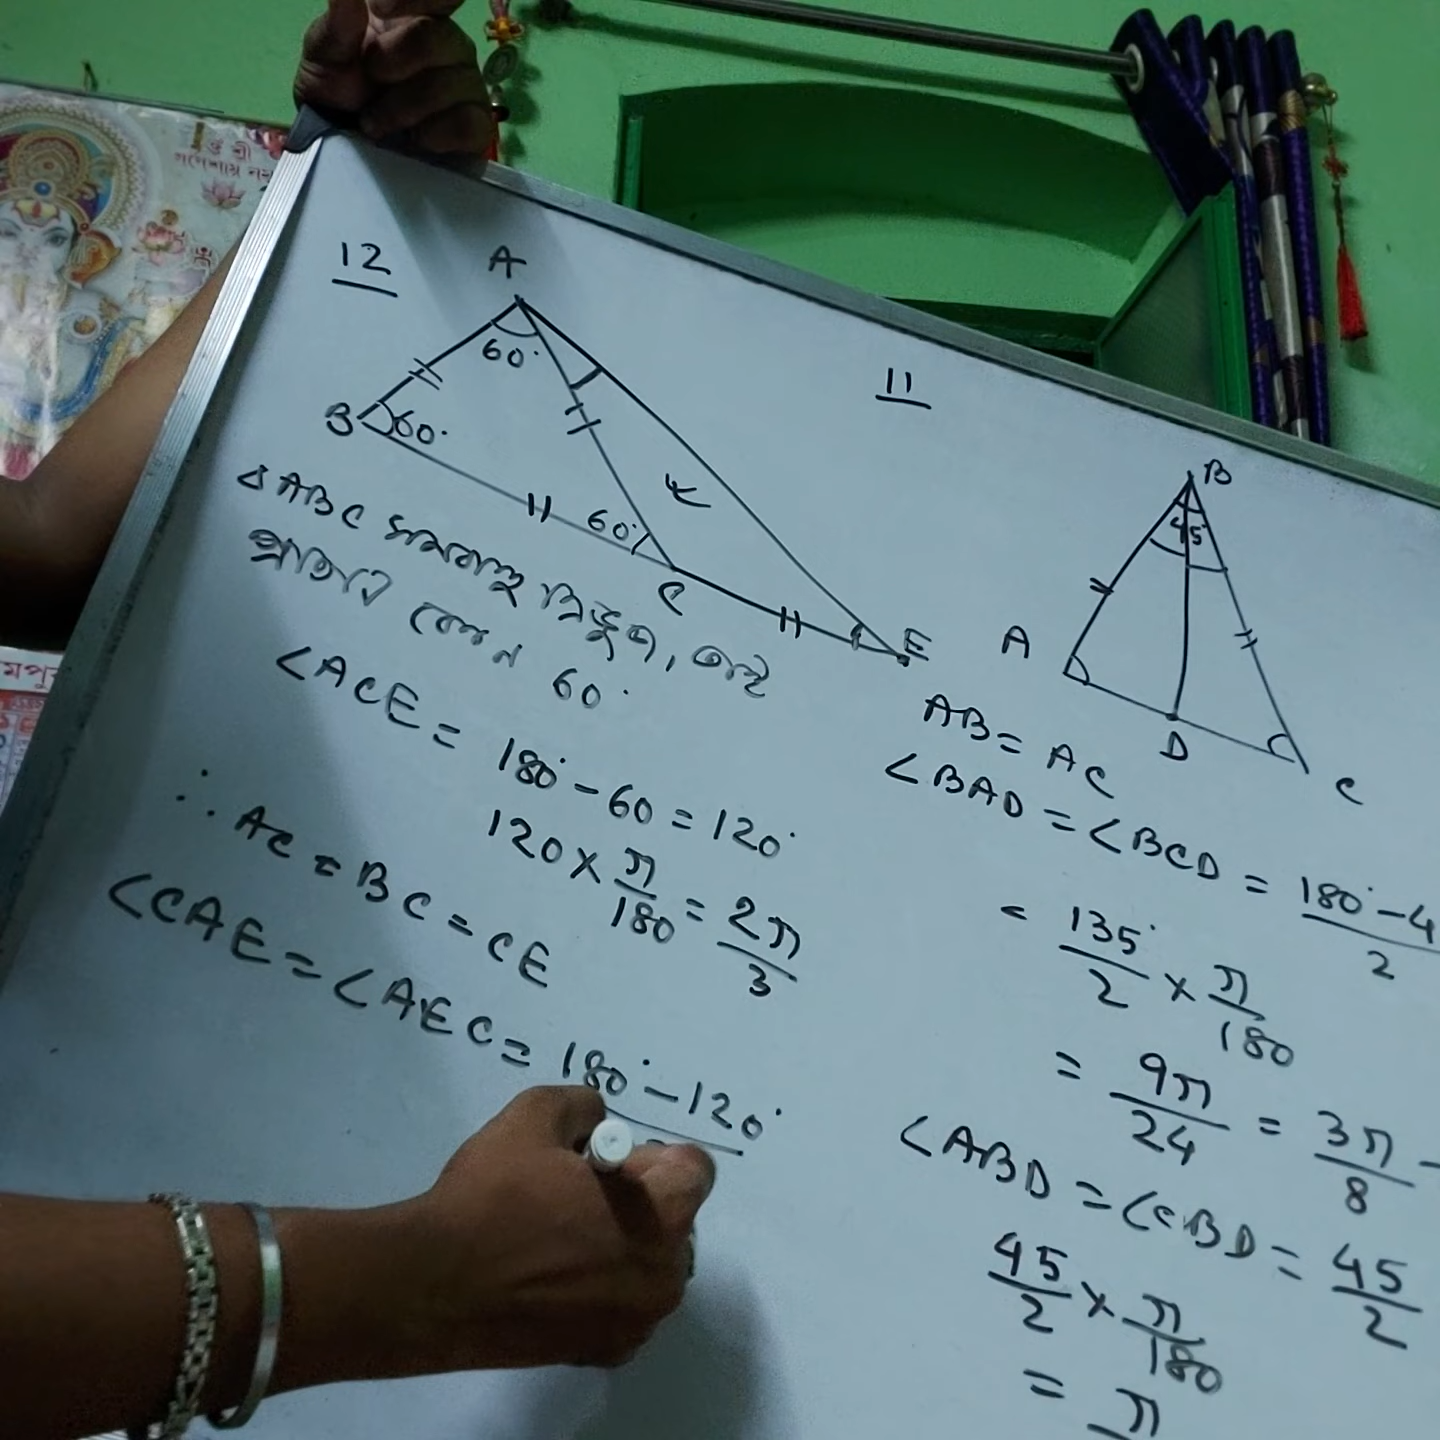 ওঁ শ্রী
গণেশায় নমঃ
12
A
60°
B
60°
60°
C
E
△ABC সমবাহু ত্রিভুজ, তাই
প্রত্যেক কোন 60°
∠ACE = 180° - 60 = 120°
120 × π/180 = 2π/3
∴ AC = BC = CE
∠CAE = ∠AEC = 180° - 120°
11
B
45°
A
D
C
AB = AC
∠BAD = ∠BCD = 180° - 4
2
= 135°/2 × π/180
= 9π/24 = 3π/8
∠ABD = ∠CBD = 45/2
45/2 × π/180
= π